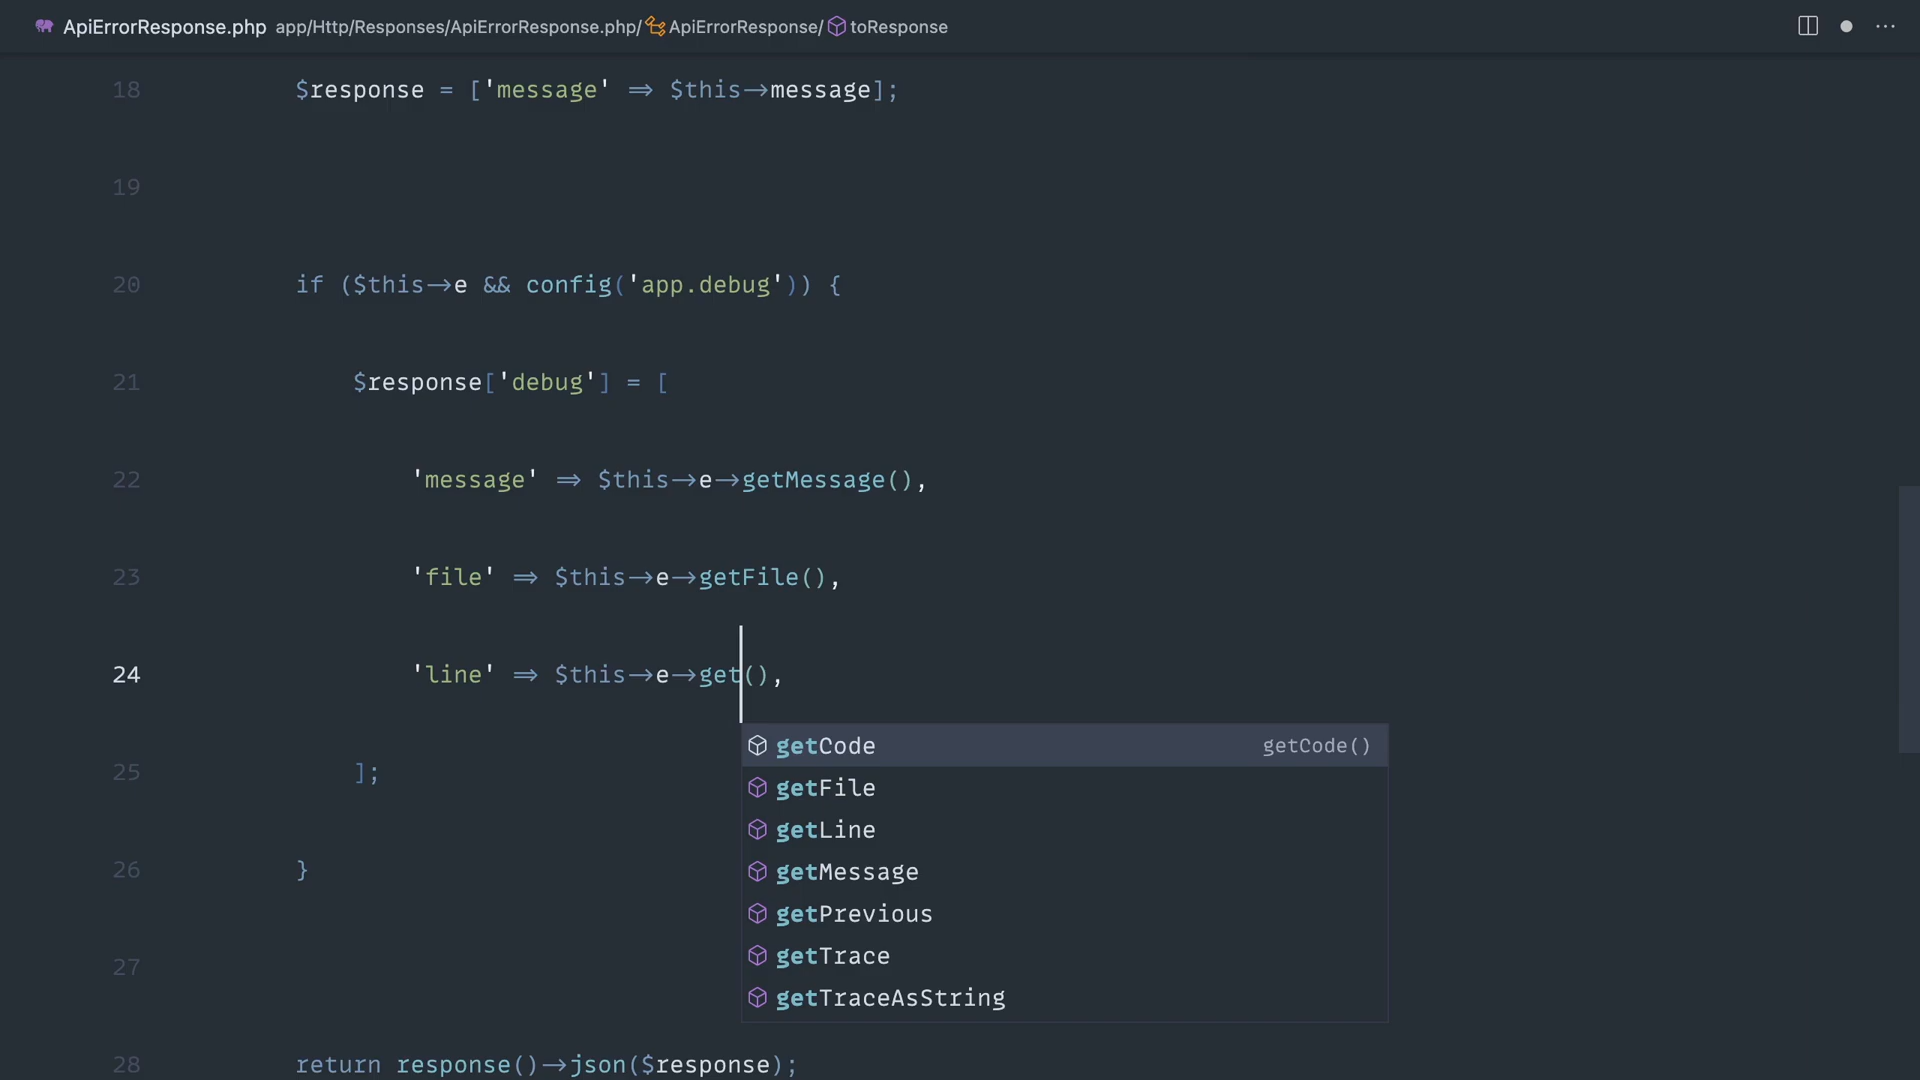 ApiErrorResponse.php app/Http/Responses/ApiErrorResponse.php/ ApiErrorResponse/ toResponse
18 $response = ['message' => $this->message];
19
20 if ($this->e && config('app.debug')) {
21 $response['debug'] = [
22 'message' => $this->e->getMessage(),
23 'file' => $this->e->getFile(),
24 'line' => $this->e->get(),
getCode getCode()
getFile
getLine
getMessage
getPrevious
getTrace
getTraceAsString
25 ];
26 }
27
28 return response()->json($response);